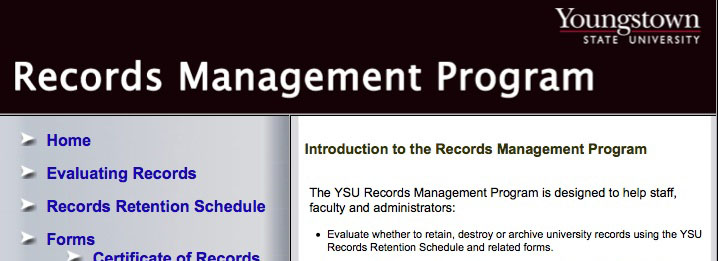 Youngstown
STATE UNIVERSITY
Records Management Program
Home
Evaluating Records
Records Retention Schedule
Forms
Certificate of Records
Introduction to the Records Management Program
The YSU Records Management Program is designed to help staff,
faculty and administrators:
• Evaluate whether to retain, destroy or archive university records using the YSU
Records Retention Schedule and related forms.